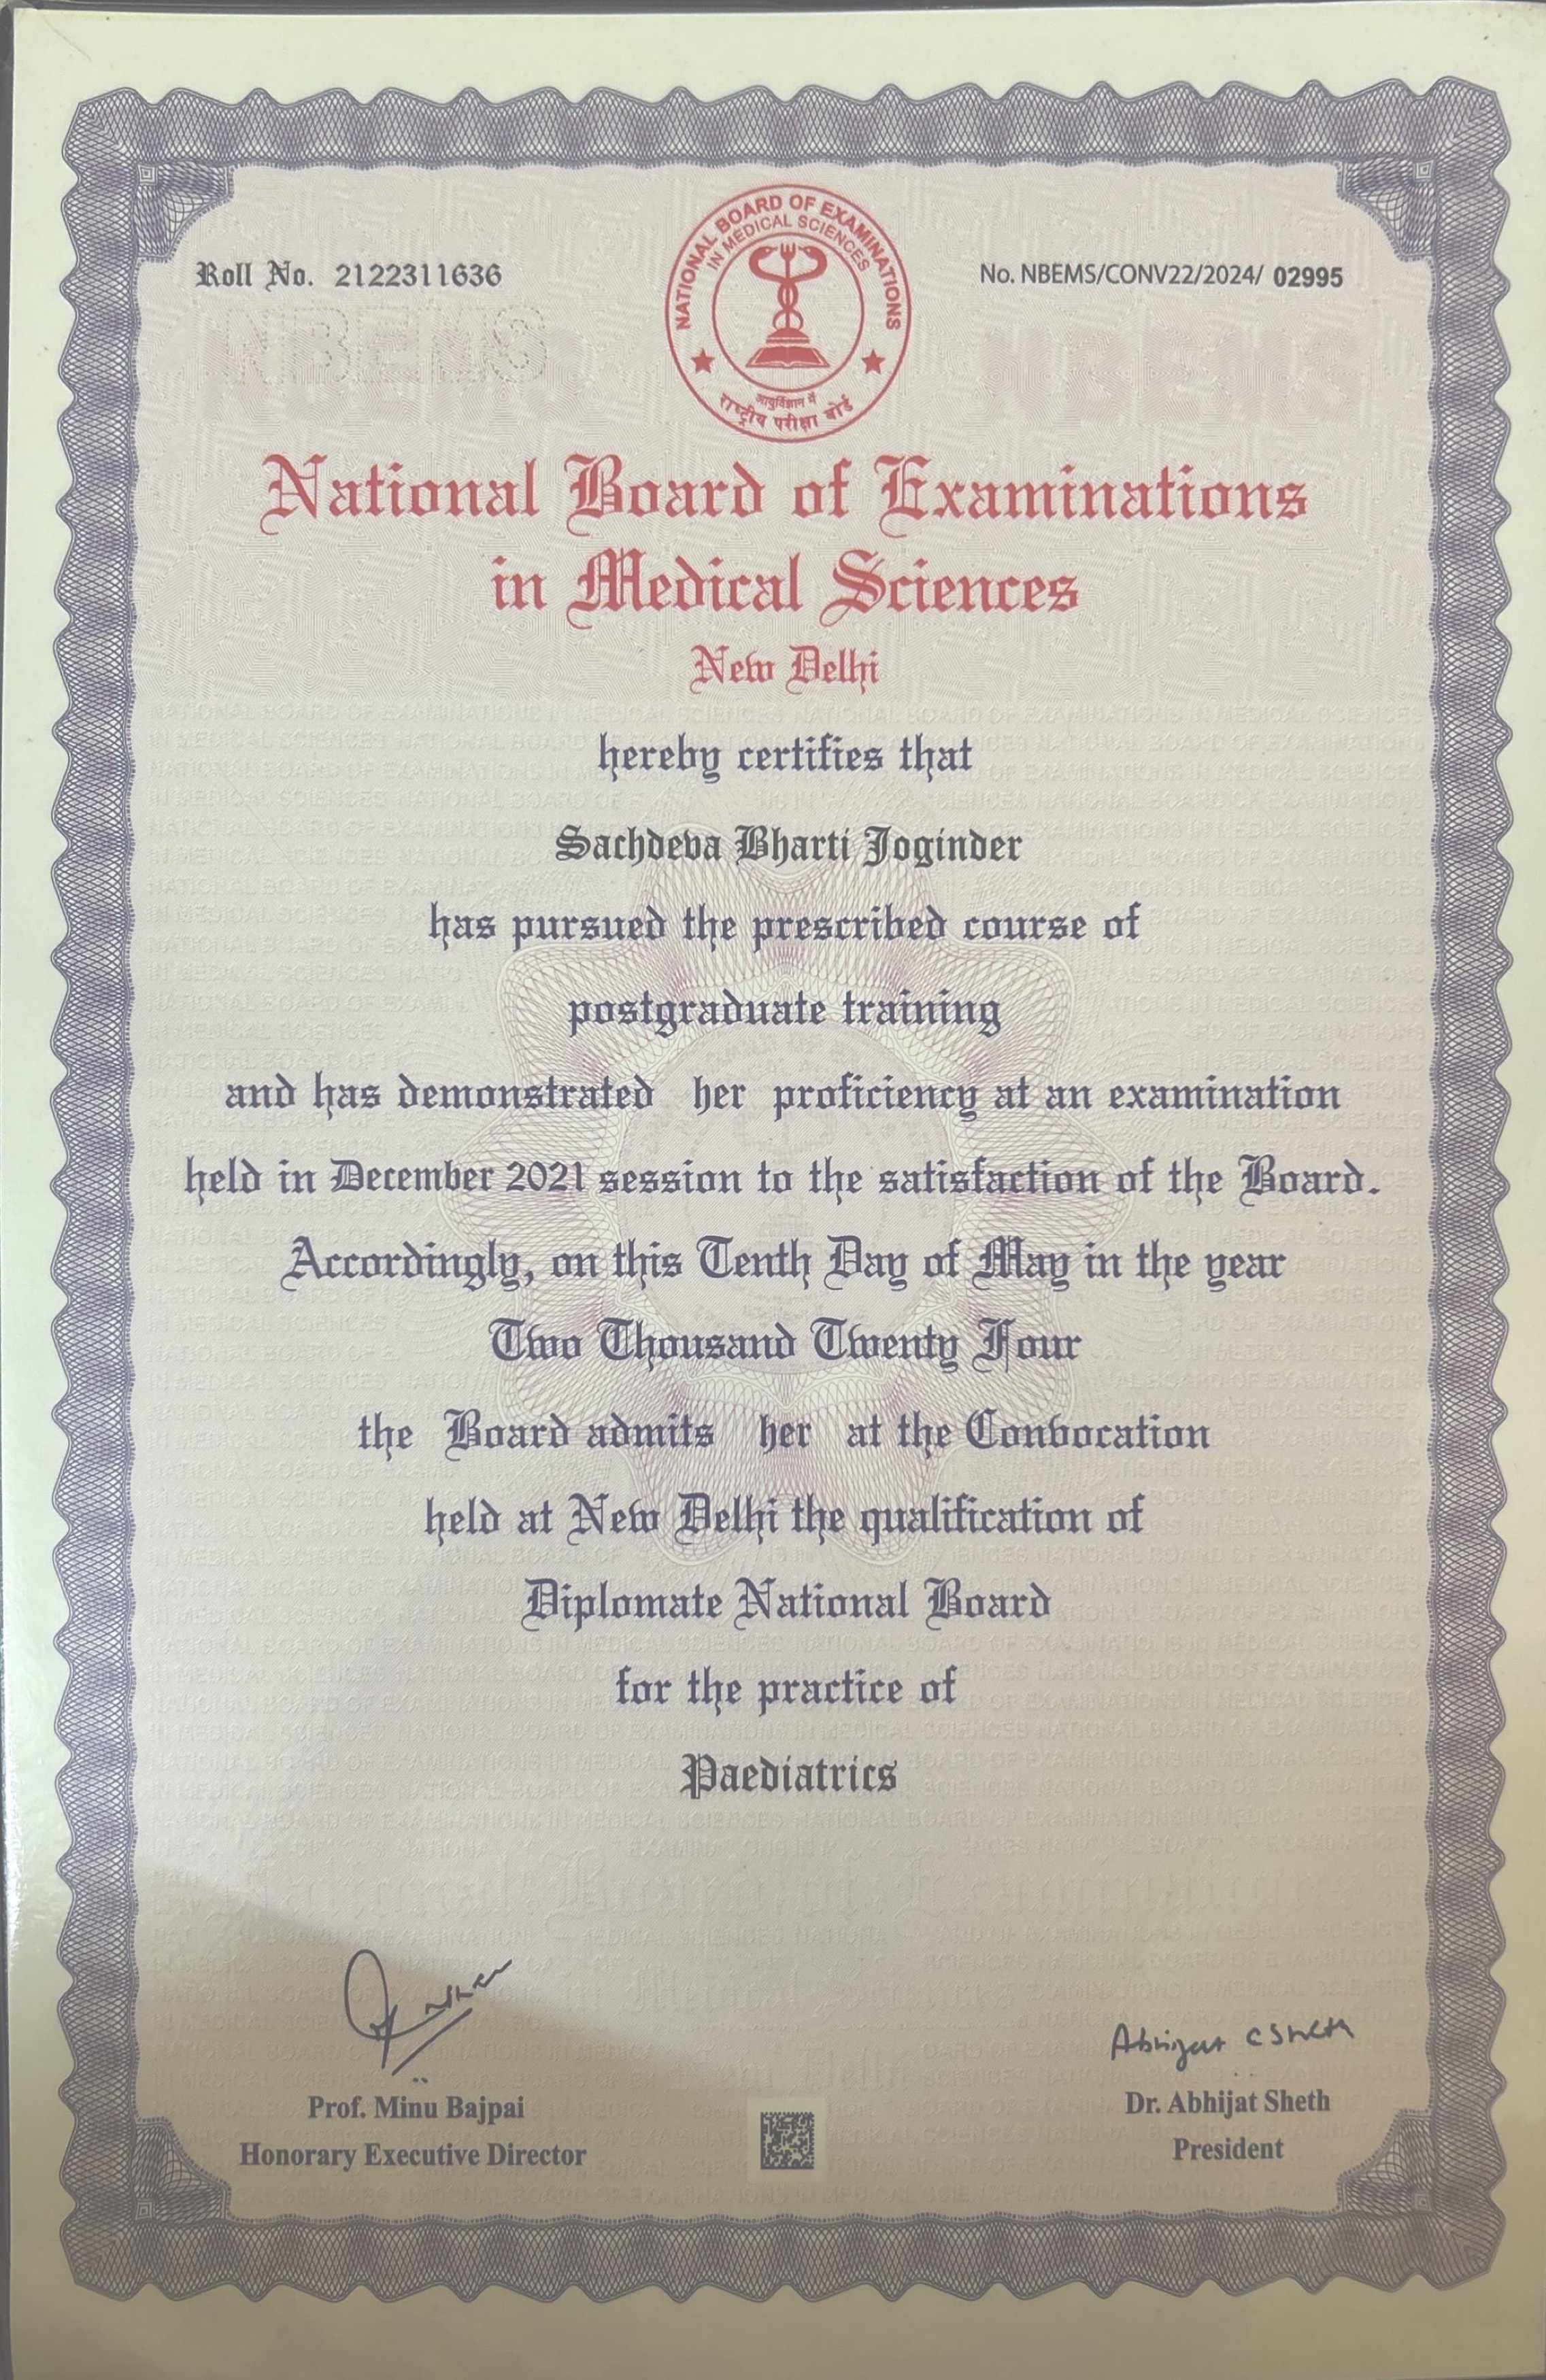 Roll No. 2122311636
No. NBEMS/CONV22/2024/ 02995
NATIONAL BOARD OF EXAMINATIONS
IN MEDICAL SCIENCES
आयुर्विज्ञान में
राष्ट्रीय परीक्षा बोर्ड
NBEMS
NBEMS
National Board of Examinations
in Medical Sciences
New Delhi
hereby certifies that
Sachdeva Bharti Joginder
has pursued the prescribed course of
postgraduate training
and has demonstrated her proficiency at an examination
held in December 2021 session to the satisfaction of the Board.
Accordingly, on this Tenth Day of May in the year
Two Thousand Twenty Four
the Board admits her at the Convocation
held at New Delhi the qualification of
Diplomate National Board
for the practice of
Paediatrics
Abhijat C Sheth
Prof. Minu Bajpai
Honorary Executive Director
Dr. Abhijat Sheth
President